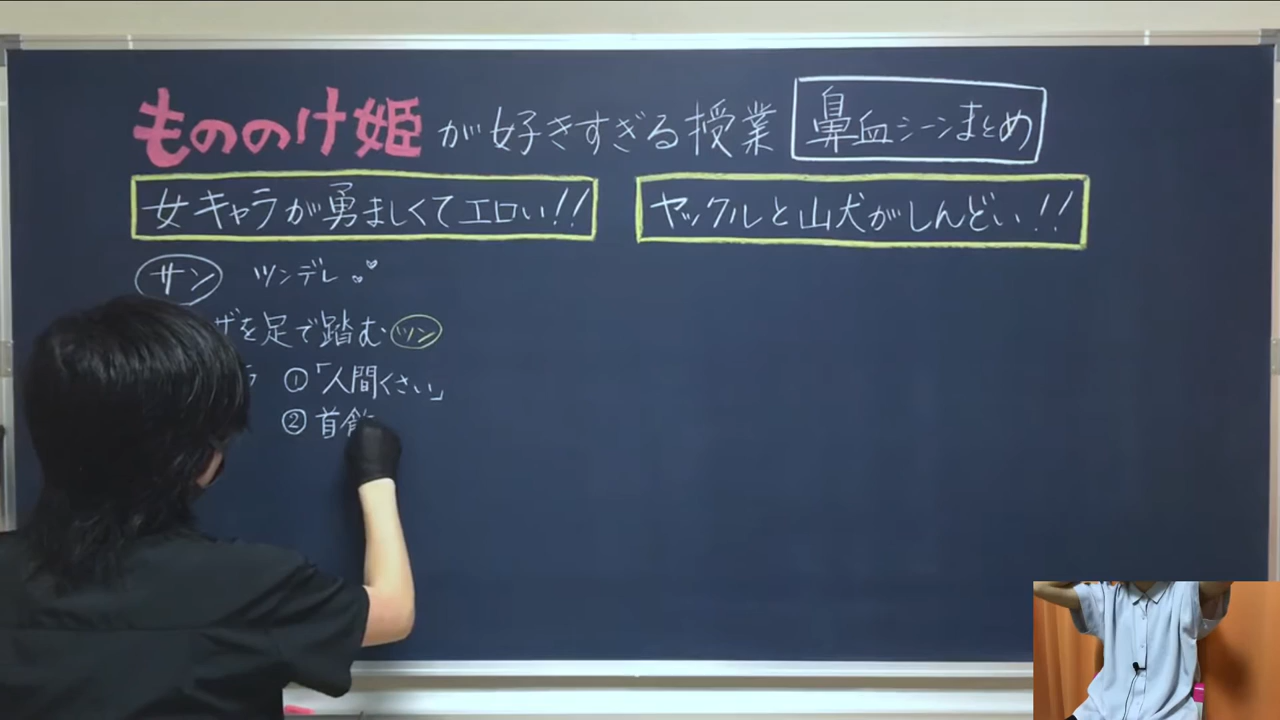 もののけ姫が好きすぎる授業 鼻血シーンまとめ
女キャラが勇ましくてエロい!!
ヤックルと山犬がしんどい!!
サン ツンデレ
ザを足で踏む ツン
① 「人間くさい」
② 首飾